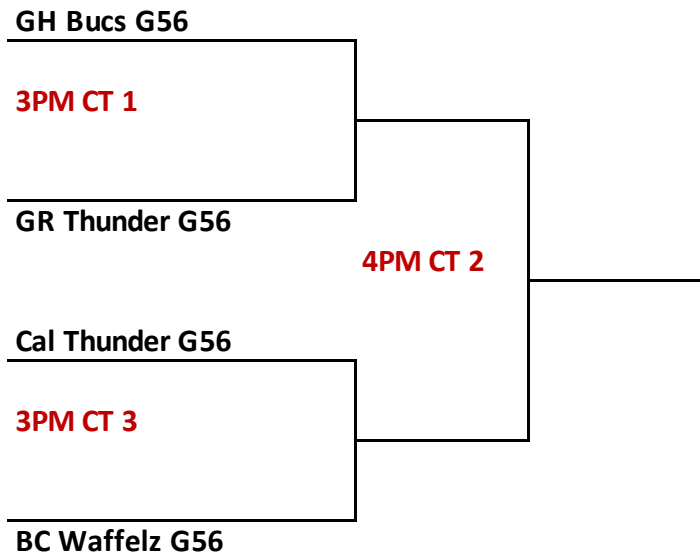 GH Bucs G56
3PM CT 1
GR Thunder G56
4PM CT 2
Cal Thunder G56
3PM CT 3
BC Waffelz G56